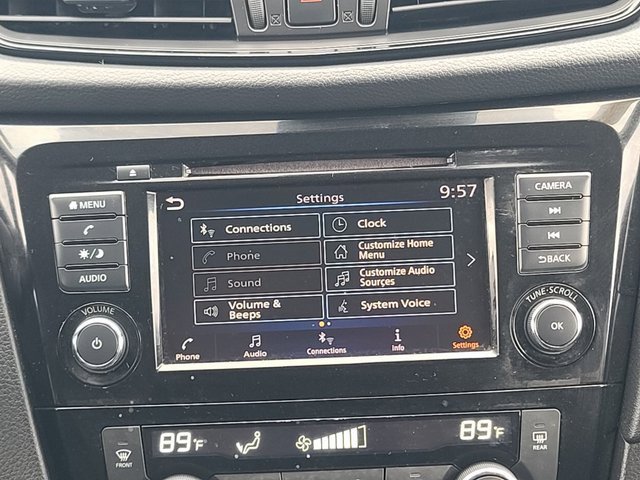 MENU
AUDIO
VOLUME
Settings 9:57
Connections
Clock
Phone
Customize Home
Menu
Sound
Customize Audio
Sources
Volume &
Beeps
System Voice
Phone Audio Connections Info Settings
CAMERA
BACK
TUNE·SCROLL
OK
FRONT
89°F
89°F
REAR